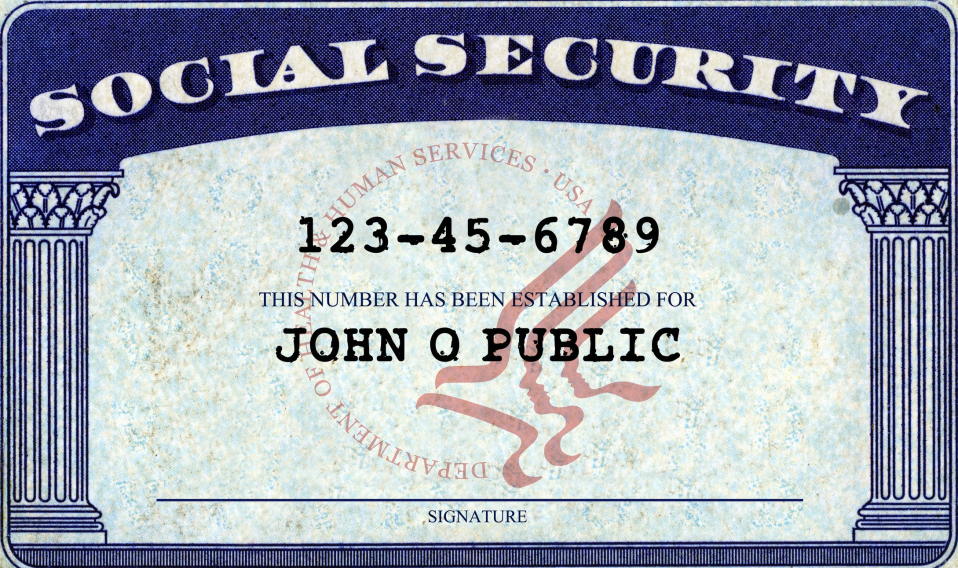 SOCIAL SECURITY
DEPARTMENT OF HEALTH & HUMAN SERVICES · USA
123-45-6789
THIS NUMBER HAS BEEN ESTABLISHED FOR
JOHN Q PUBLIC
SIGNATURE